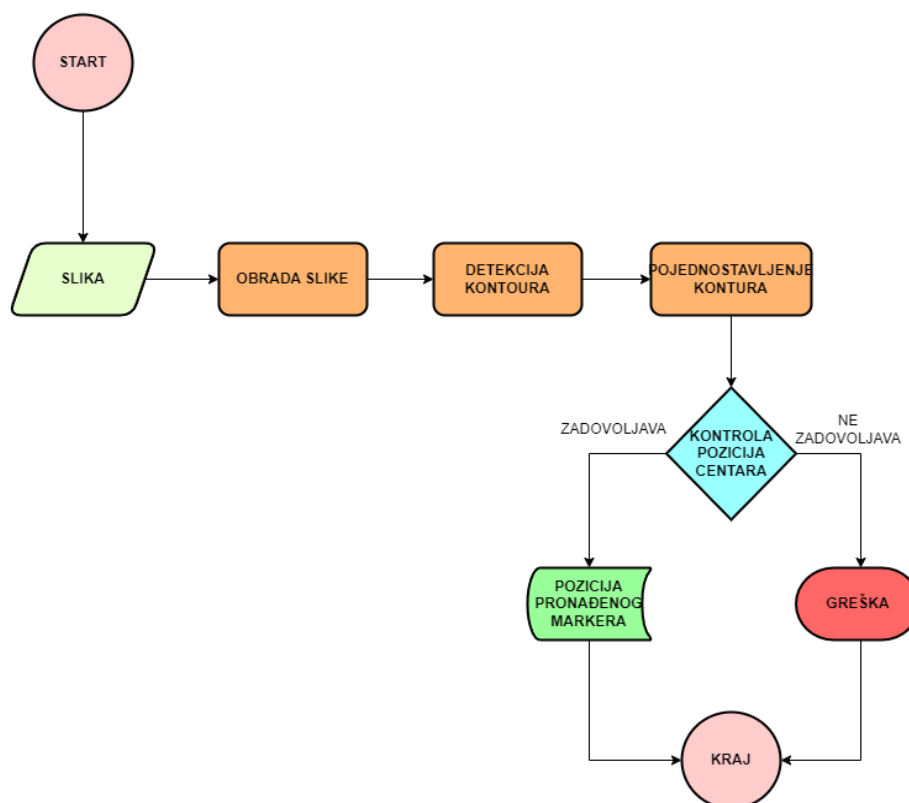 START
SLIKA
OBRADA SLIKE
DETEKCIJA
KONTOURA
POJEDNOSTAVLJENJE
KONTURA
ZADOVOLJAVA
KONTROLA
POZICIJA
CENTARA
NE
ZADOVOLJAVA
POZICIJA
PRONAĐENOG
MARKERA
GREŠKA
KRAJ